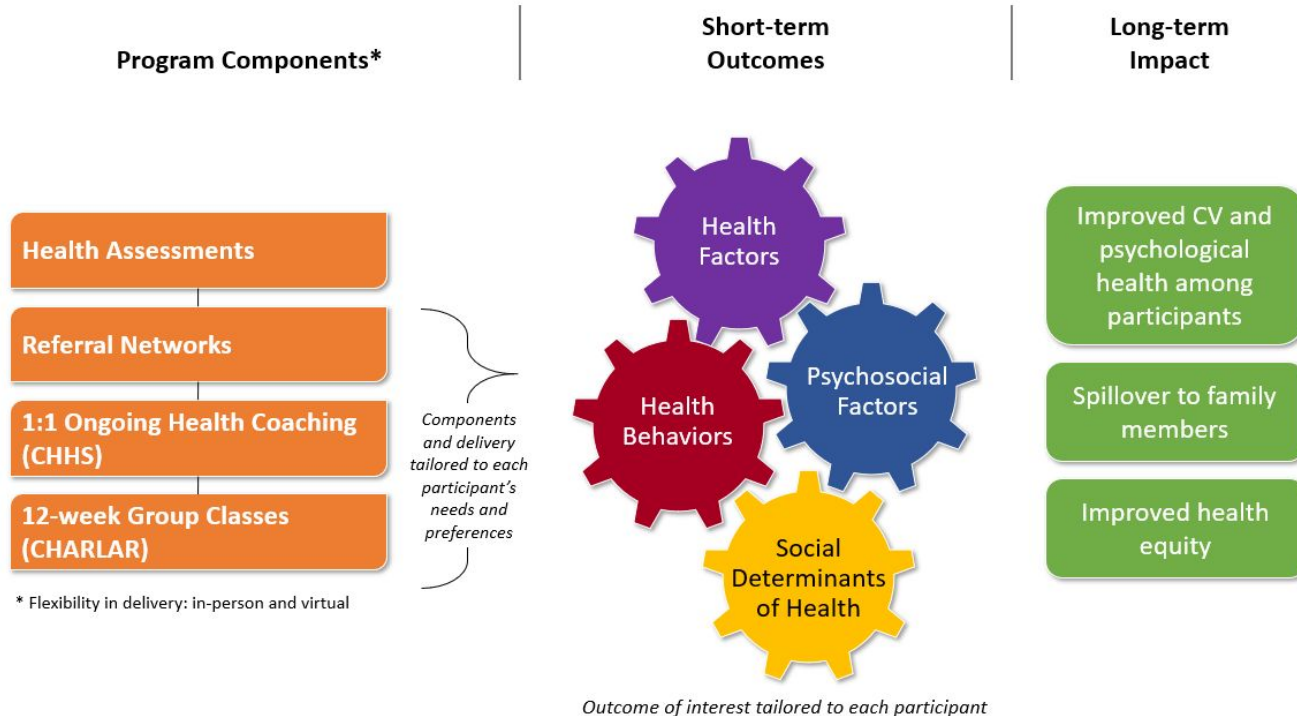 Program Components*
Short-term
Outcomes
Long-term
Impact
Health Assessments
Referral Networks
1:1 Ongoing Health Coaching
(CHHS)
12-week Group Classes
(CHARLAR)
* Flexibility in delivery: in-person and virtual
Components
and delivery
tailored to each
participant's
needs and
preferences
Health
Factors
Psychosocial
Factors
Health
Behaviors
Social
Determinants
of Health
Outcome of interest tailored to each participant
Improved CV and
psychological
health among
participants
Spillover to family
members
Improved health
equity